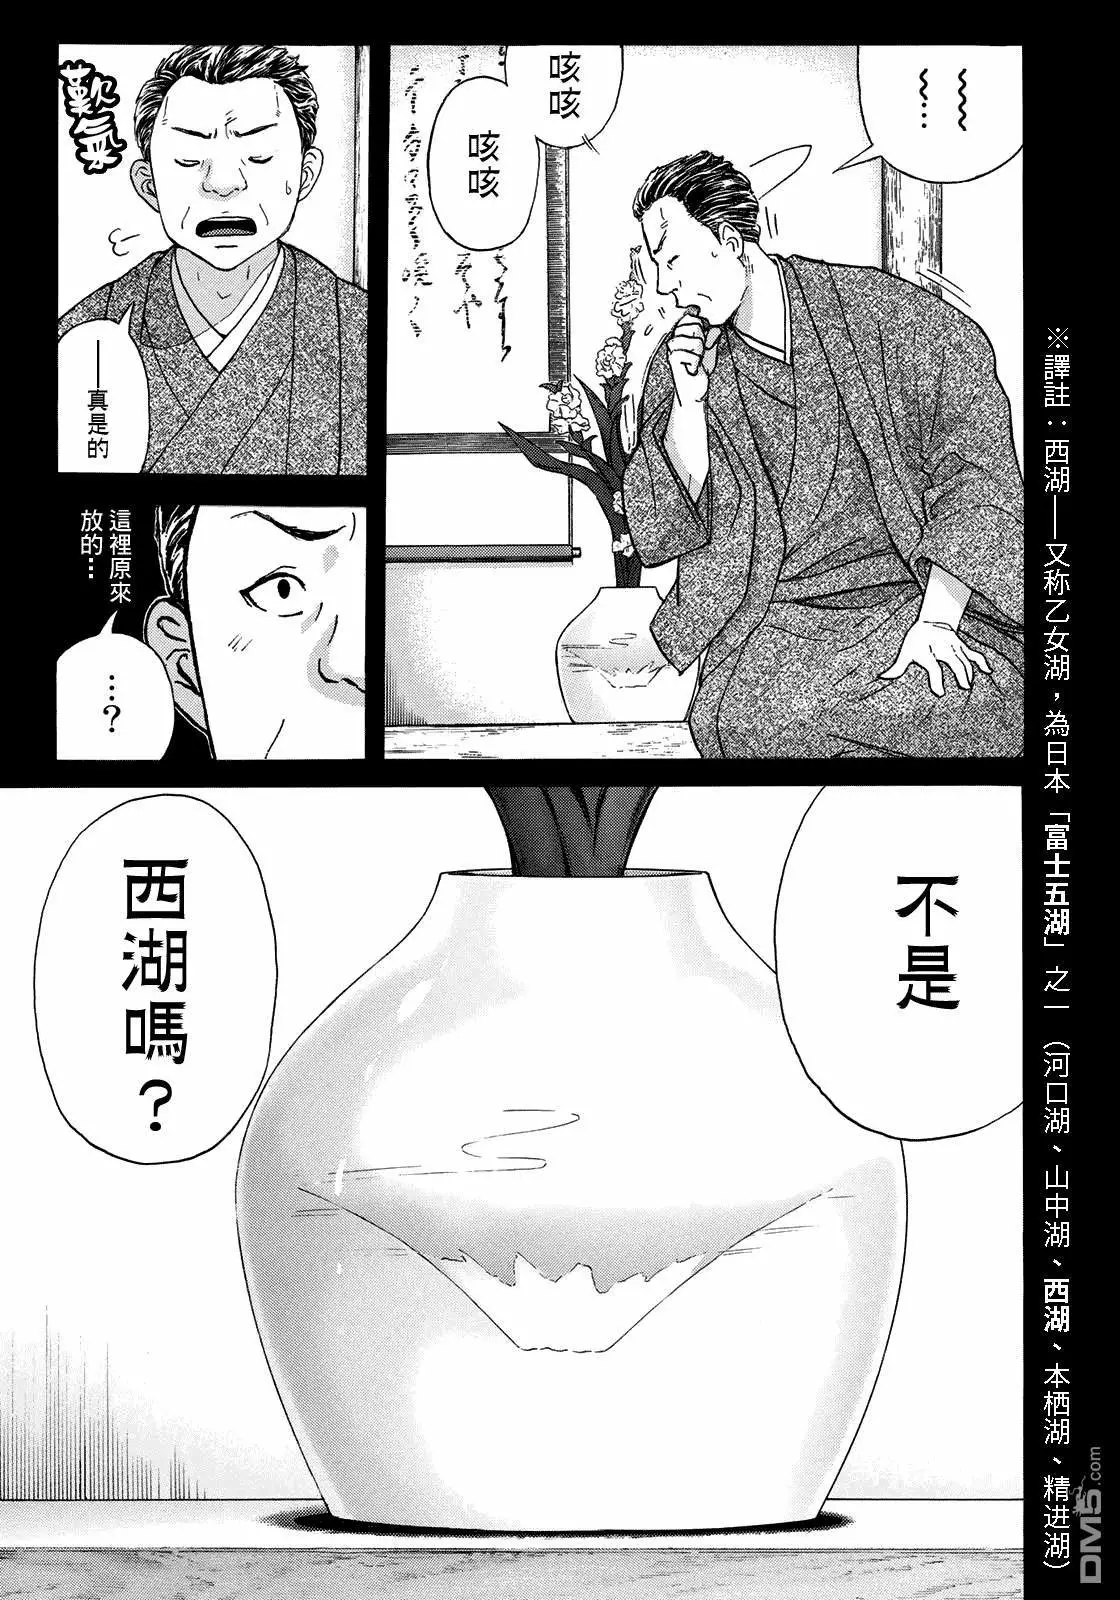 ……
咳咳
咳咳
歎氣
——真是的
這裡原來
放的…
…？
不是
西湖嗎？
※譯註：西湖——又称乙女湖，為日本「富士五湖」之一（河口湖、山中湖、西湖、本栖湖、精进湖）
DM5.com